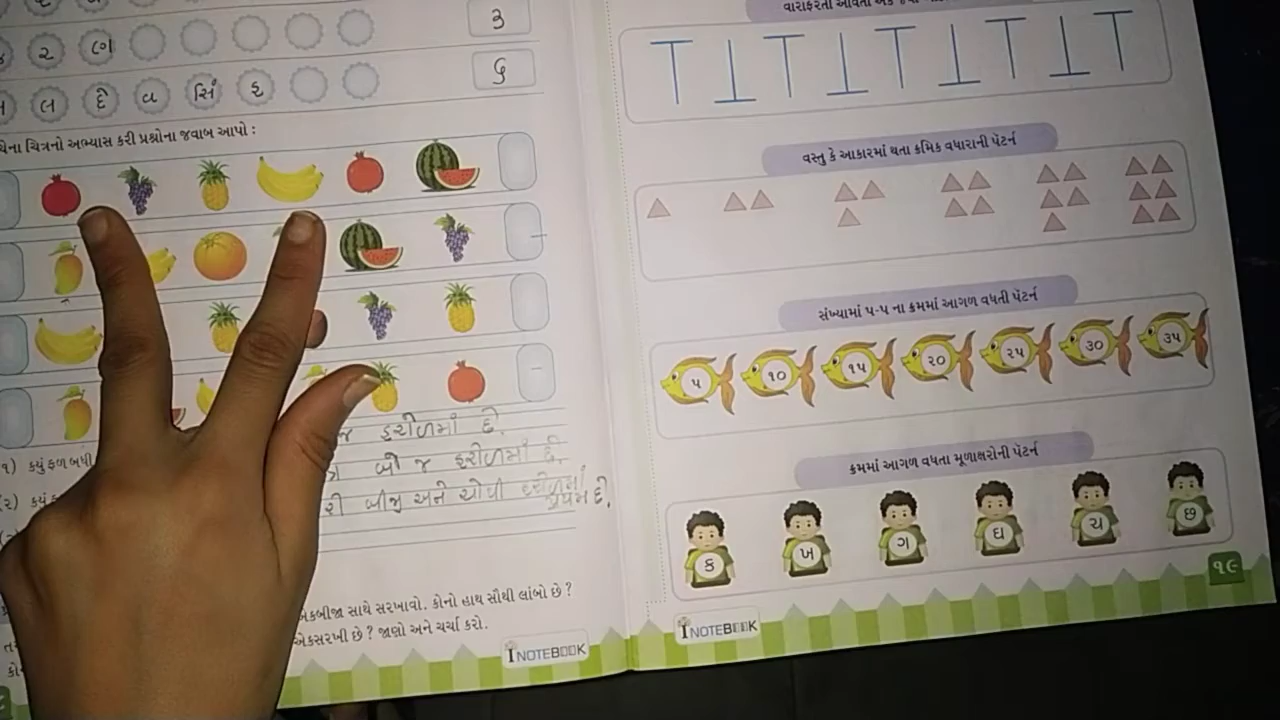 ૩
૨ ણ
૬
લ દે વ સિં હ
ચિત્રનો અભ્યાસ કરી પ્રશ્નોના જવાબ આપો :
જ હરોળમાં છે.
બે જ હરોળમાં છે.
બીજી અને ચોથી હરોળમાં
પ્રથમ છે.
૧) કયું ફળ બધી
(૨) કયું
એકબીજા સાથે સરખાવો. કોનો હાથ સૌથી લાંબો છે ?
એકસરખી છે ? જાણો અને ચર્ચા કરો.
iNOTEBOOK
વારાફરતી આવતી
વસ્તુ કે આકારમાં થતા ક્રમિક વધારાની પૅટર્ન
સંખ્યામાં ૫-૫ ના ક્રમમાં આગળ વધતી પૅટર્ન
૫ ૧૦ ૧૫ ૨૦ ૨૫ ૩૦ ૩૫
ક્રમમાં આગળ વધતા મૂળાક્ષરોની પૅટર્ન
ક ખ ગ ઘ ચ છ
૧૯
iNOTEBOOK